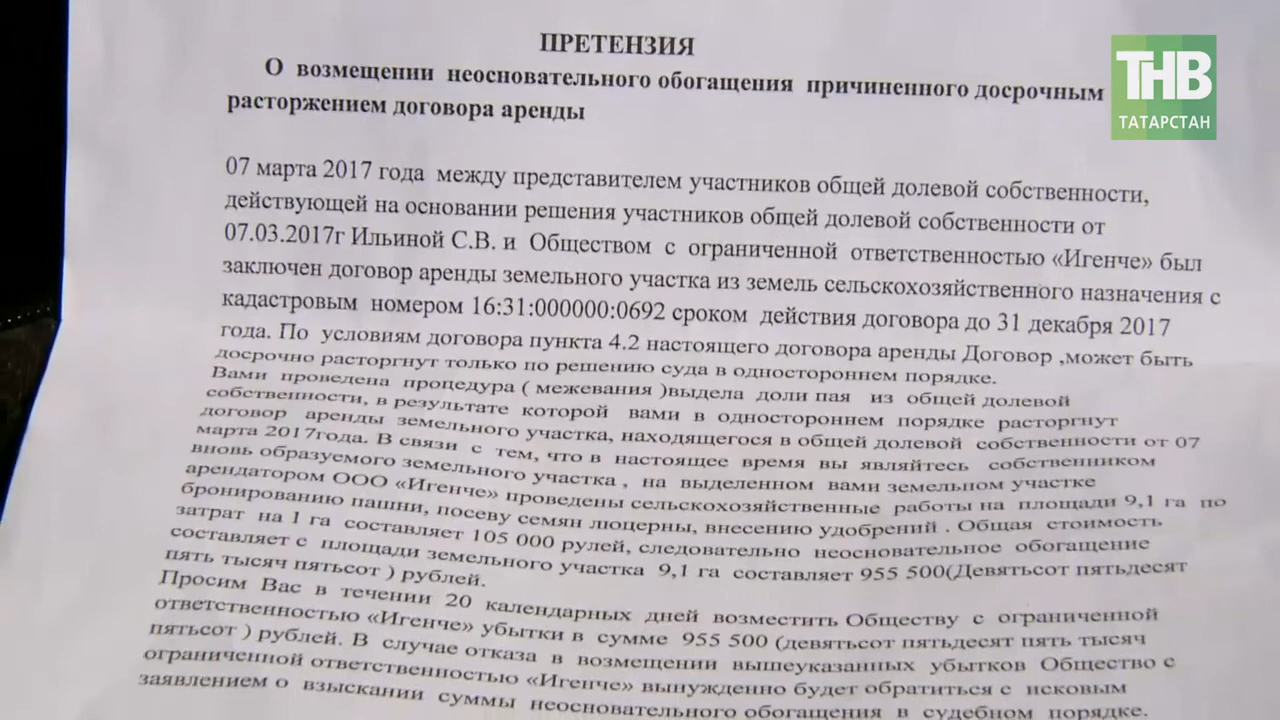 ПРЕТЕНЗИЯ
О возмещении неосновательного обогащения причиненного досрочным
расторжением договора аренды
ТНВ
ТАТАРСТАН
07 марта 2017 года между представителем участников общей долевой собственности,
действующей на основании решения участников общей долевой собственности от
07.03.2017г Ильиной С.В. и Обществом с ограниченной ответственностью «Игенче» был
заключен договор аренды земельного участка из земель сельскохозяйственного назначения с
кадастровым номером 16:31:000000:0692 сроком действия договора до 31 декабря 2017
года. По условиям договора пункта 4.2 настоящего договора аренды Договор ,может быть
досрочно расторгнут только по решению суда в одностороннем порядке.
Вами проведена процедура ( межевания )выдела доли пая из общей долевой
собственности, в результате которой вами в одностороннем порядке расторгнут
договор аренды земельного участка, находящегося в общей долевой собственности от 07
марта 2017года. В связи с тем, что в настоящее время вы являйтесь собственником
вновь образуемого земельного участка , на выделенном вами земельном участке
арендатором ООО «Игенче» проведены сельскохозяйственные работы на площади 9,1 га по
бронированию пашни, посеву семян люцерны, внесению удобрений . Общая стоимость
затрат на 1 га составляет 105 000 рулей, следовательно неосновательное обогащение
составляет с площади земельного участка 9,1 га составляет 955 500(Девятьсот пятьдесят
пять тысяч пятьсот ) рублей.
Просим Вас в течении 20 календарных дней возместить Обществу с ограниченной
ответственностью «Игенче» убытки в сумме 955 500 (девятьсот пятьдесят пять тысяч
пятьсот ) рублей. В случае отказа в возмещении вышеуказанных убытков Общество с
ограниченной ответственностью «Игенче» вынужденно будет обратиться с исковым
заявлением о взыскании суммы неосновательного обогащения в судебном порядке.